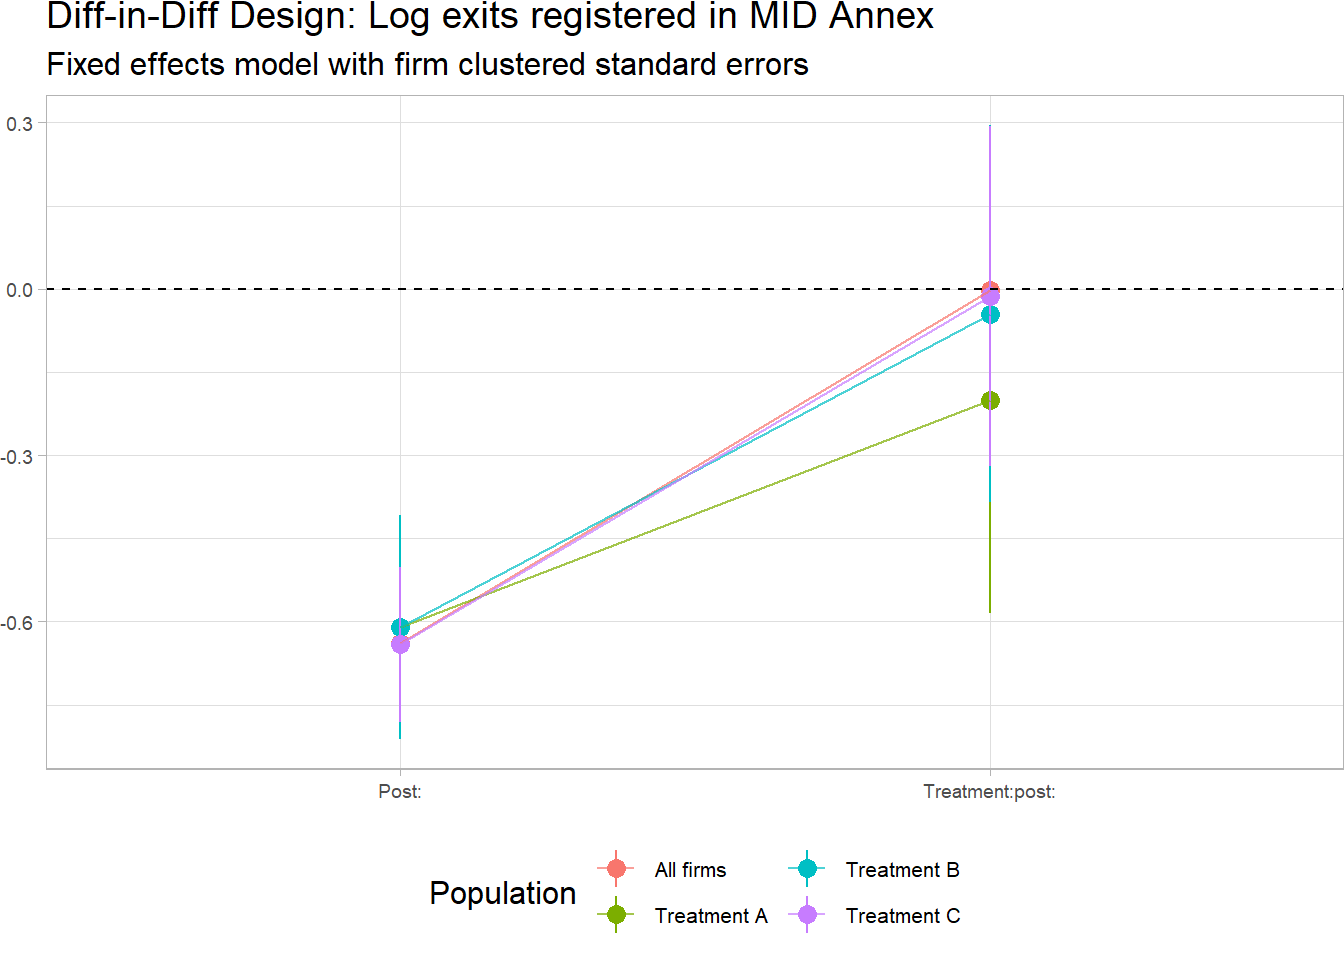 Diff-in-Diff Design: Log exits registered in MID Annex
Fixed effects model with firm clustered standard errors
0.3
0.0
-0.3
-0.6
Post:
Treatment:post:
Population
All firms
Treatment B
Treatment A
Treatment C